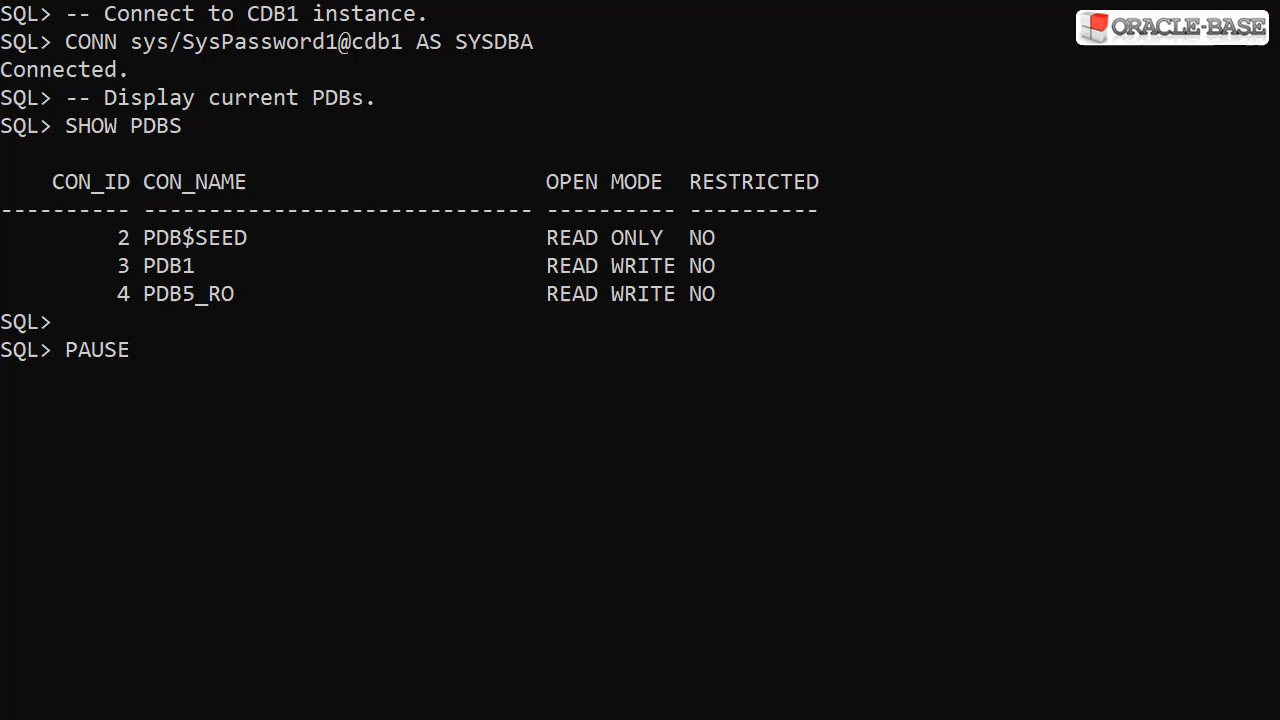 SQL> -- Connect to CDB1 instance.
SQL> CONN sys/SysPassword1@cdb1 AS SYSDBA
Connected.
SQL> -- Display current PDBs.
SQL> SHOW PDBS

    CON_ID CON_NAME                       OPEN MODE  RESTRICTED
---------- ------------------------------ ---------- ----------
         2 PDB$SEED                       READ ONLY  NO
         3 PDB1                           READ WRITE NO
         4 PDB5_RO                        READ WRITE NO
SQL>
SQL> PAUSE
ORACLE-BASE